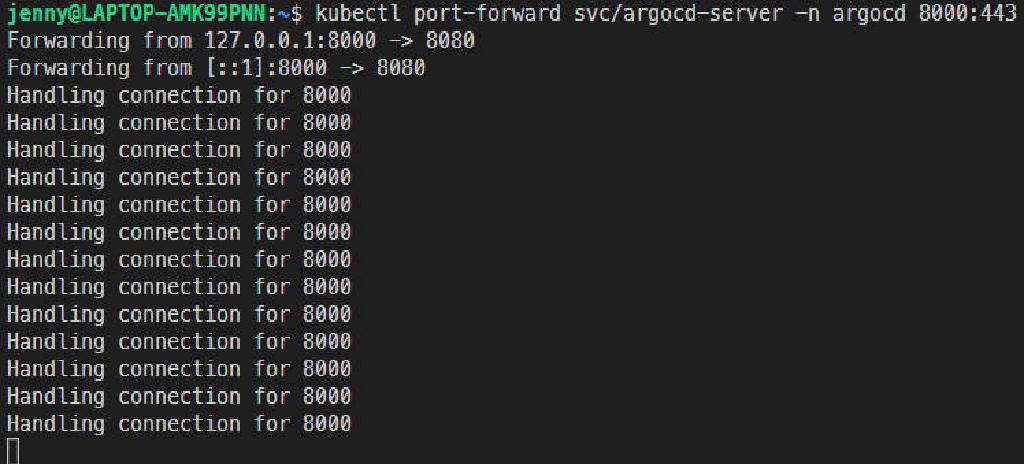 jenny@LAPTOP-AMK99PNN:~$ kubectl port-forward svc/argocd-server -n argocd 8000:443
Forwarding from 127.0.0.1:8000 -> 8080
Forwarding from [::1]:8000 -> 8080
Handling connection for 8000
Handling connection for 8000
Handling connection for 8000
Handling connection for 8000
Handling connection for 8000
Handling connection for 8000
Handling connection for 8000
Handling connection for 8000
Handling connection for 8000
Handling connection for 8000
Handling connection for 8000
Handling connection for 8000
Handling connection for 8000